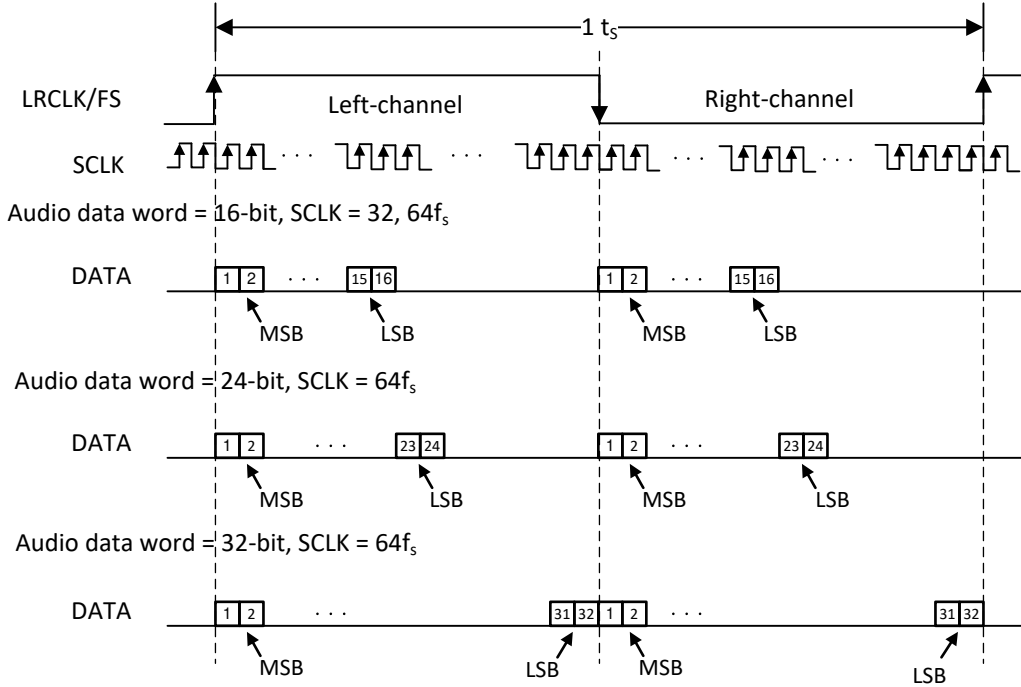 1 tS
LRCLK/FS
Left-channel
Right-channel
SCLK
. . .
. . .
. . .
. . .
Audio data word = 16-bit, SCLK = 32, 64fs
DATA
1 2 . . . 15 16 1 2 . . . 15 16
MSB LSB MSB LSB
Audio data word = 24-bit, SCLK = 64fs
DATA
1 2 . . . 23 24 1 2 . . . 23 24
MSB LSB MSB LSB
Audio data word = 32-bit, SCLK = 64fs
DATA
1 2 . . . 31 32 1 2 . . . 31 32
MSB LSB MSB LSB